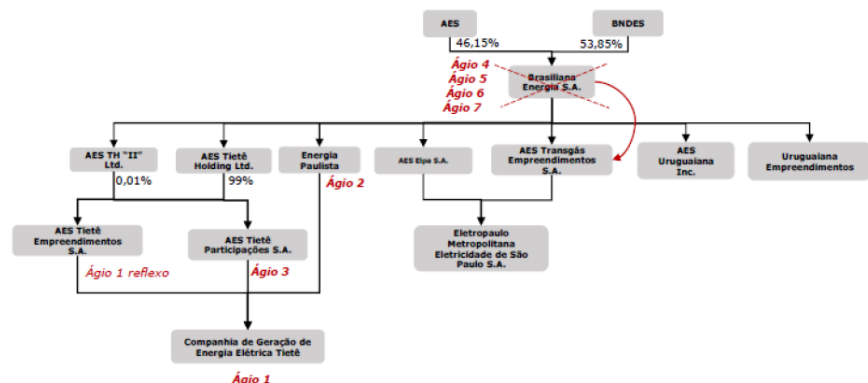 AES
BNDES
46,15%
53,85%
Ágio 4
Ágio 5
Ágio 6
Ágio 7
Brasiliana
Energia S.A.
AES TH "II"
Ltd.
AES Tietê
Holding Ltd.
Energia
Paulista
AES Elpa S.A.
AES Transgás
Empreendimentos
S.A.
AES
Uruguaiana
Inc.
Uruguaiana
Empreendimentos
0,01%
99%
Ágio 2
AES Tietê
Empreendimentos
S.A.
AES Tietê
Participações S.A.
Eletropaulo
Metropolitana
Eletricidade de São
Paulo S.A.
Ágio 1 reflexo
Ágio 3
Companhia de Geração de
Energia Elétrica Tietê
Ágio 1